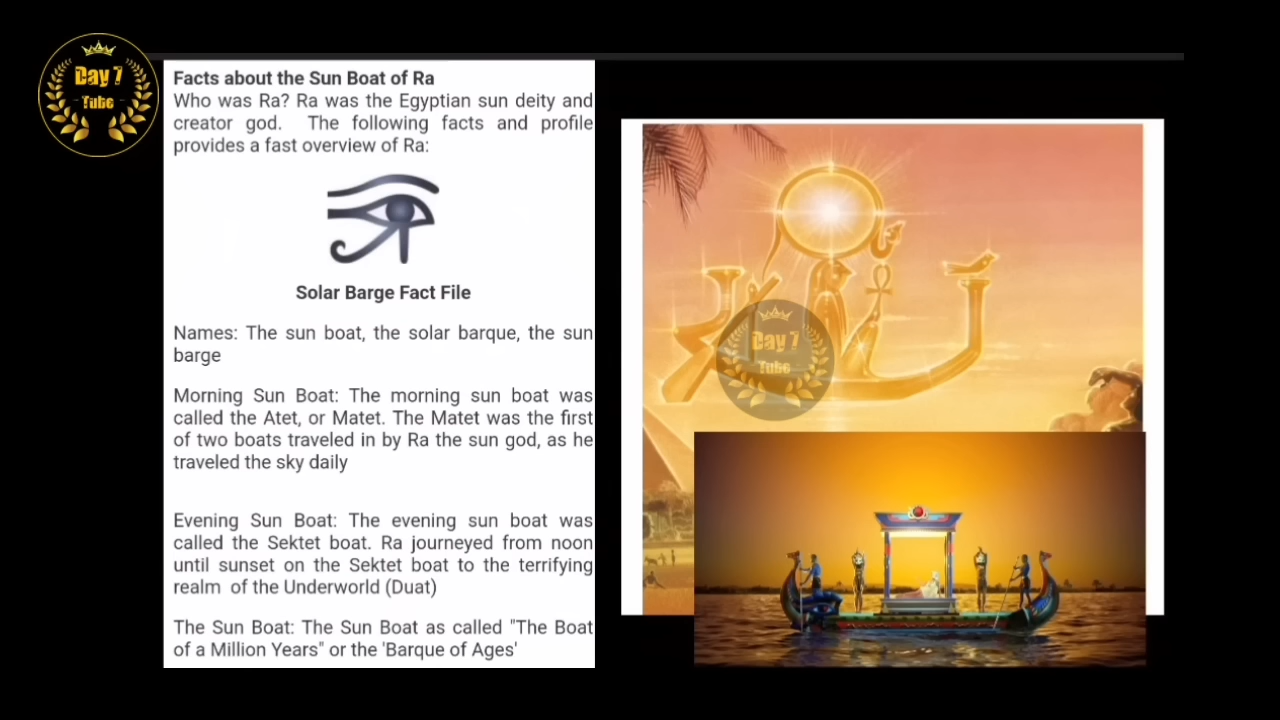 Day 7
Tube
Facts about the Sun Boat of Ra
Who was Ra? Ra was the Egyptian sun deity and
creator god. The following facts and profile
provides a fast overview of Ra:
Solar Barge Fact File
Names: The sun boat, the solar barque, the sun
barge
Morning Sun Boat: The morning sun boat was
called the Atet, or Matet. The Matet was the first
of two boats traveled in by Ra the sun god, as he
traveled the sky daily
Evening Sun Boat: The evening sun boat was
called the Sektet boat. Ra journeyed from noon
until sunset on the Sektet boat to the terrifying
realm of the Underworld (Duat)
The Sun Boat: The Sun Boat as called "The Boat
of a Million Years" or the 'Barque of Ages'
Day 7
Tube